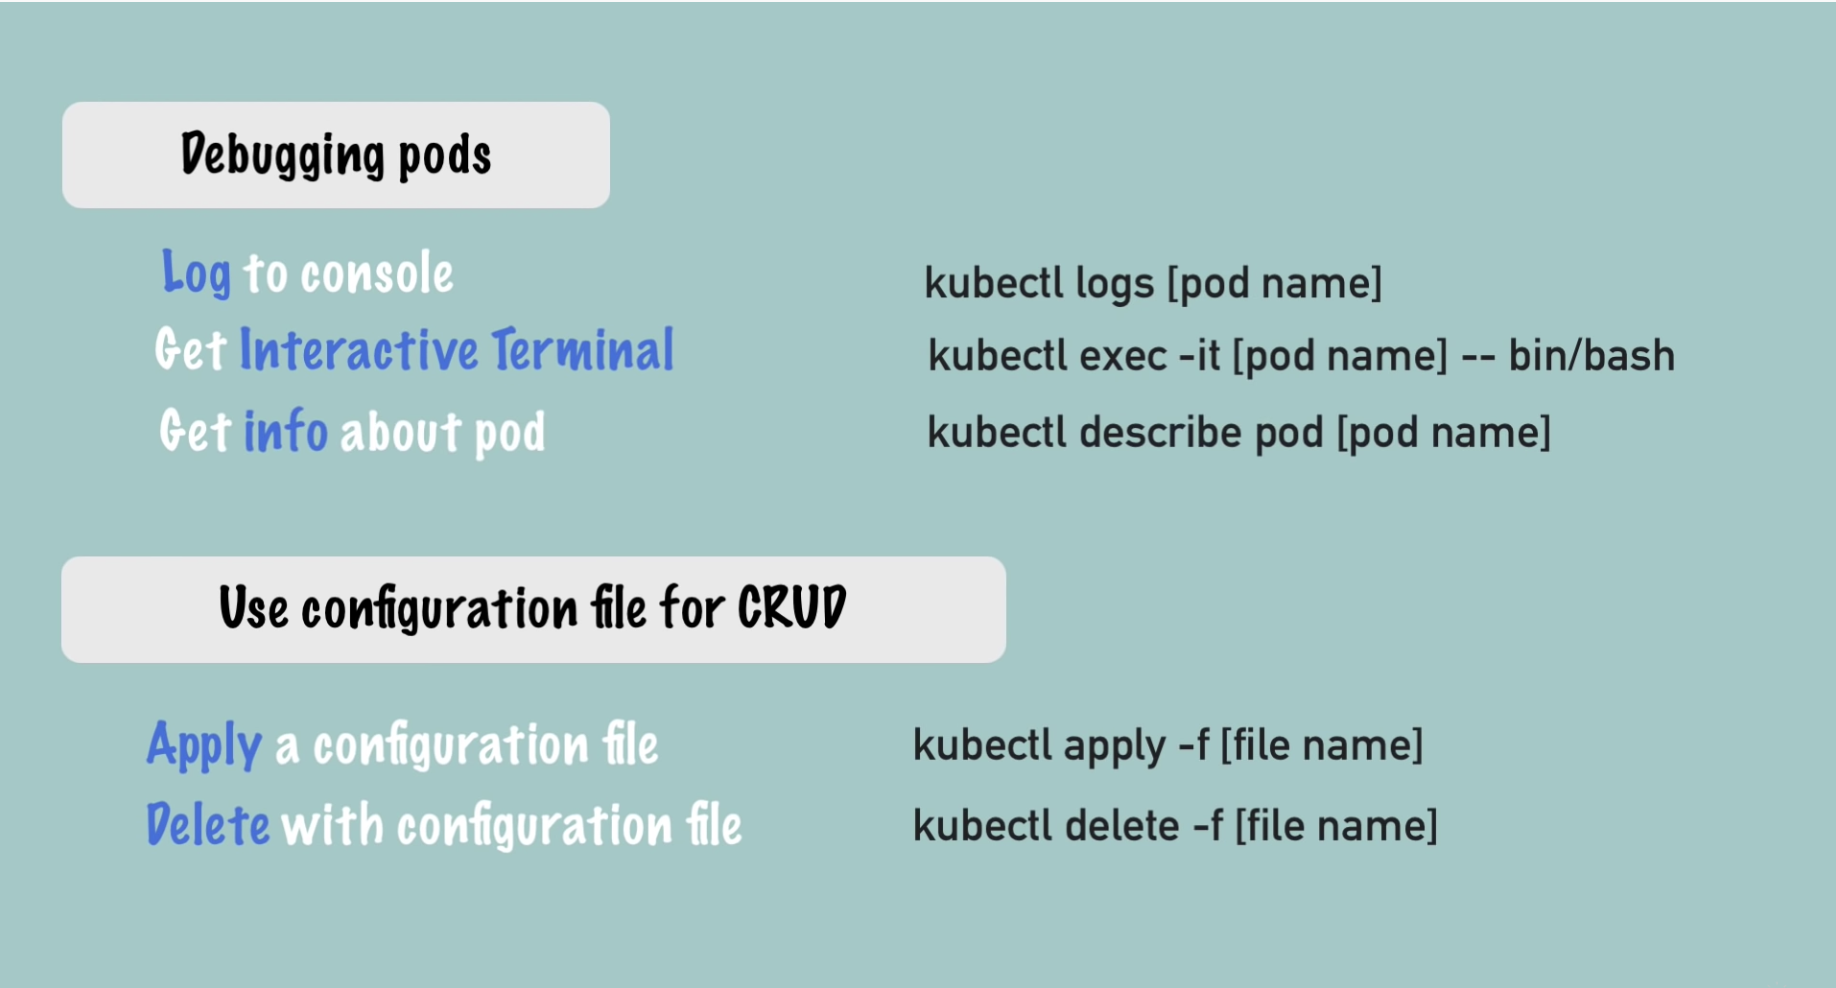 Debugging pods
Log to console
kubectl logs [pod name]
Get Interactive Terminal
kubectl exec -it [pod name] -- bin/bash
Get info about pod
kubectl describe pod [pod name]
Use configuration file for CRUD
Apply a configuration file
kubectl apply -f [file name]
Delete with configuration file
kubectl delete -f [file name]